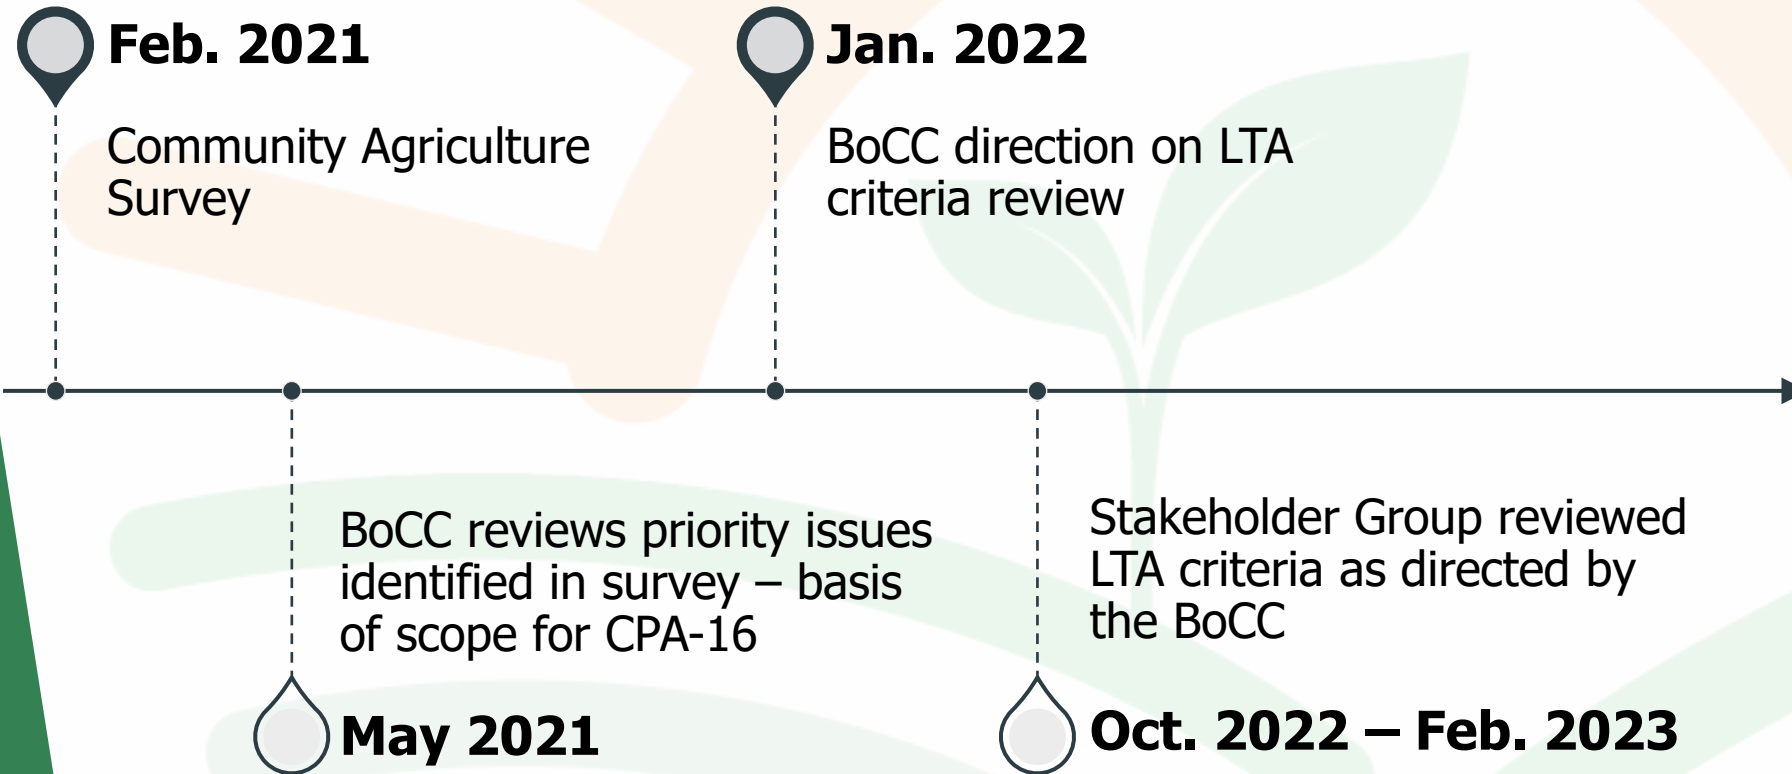 Feb. 2021
Community Agriculture
Survey
Jan. 2022
BoCC direction on LTA
criteria review
BoCC reviews priority issues
identified in survey – basis
of scope for CPA-16
May 2021
Stakeholder Group reviewed
LTA criteria as directed by
the BoCC
Oct. 2022 – Feb. 2023